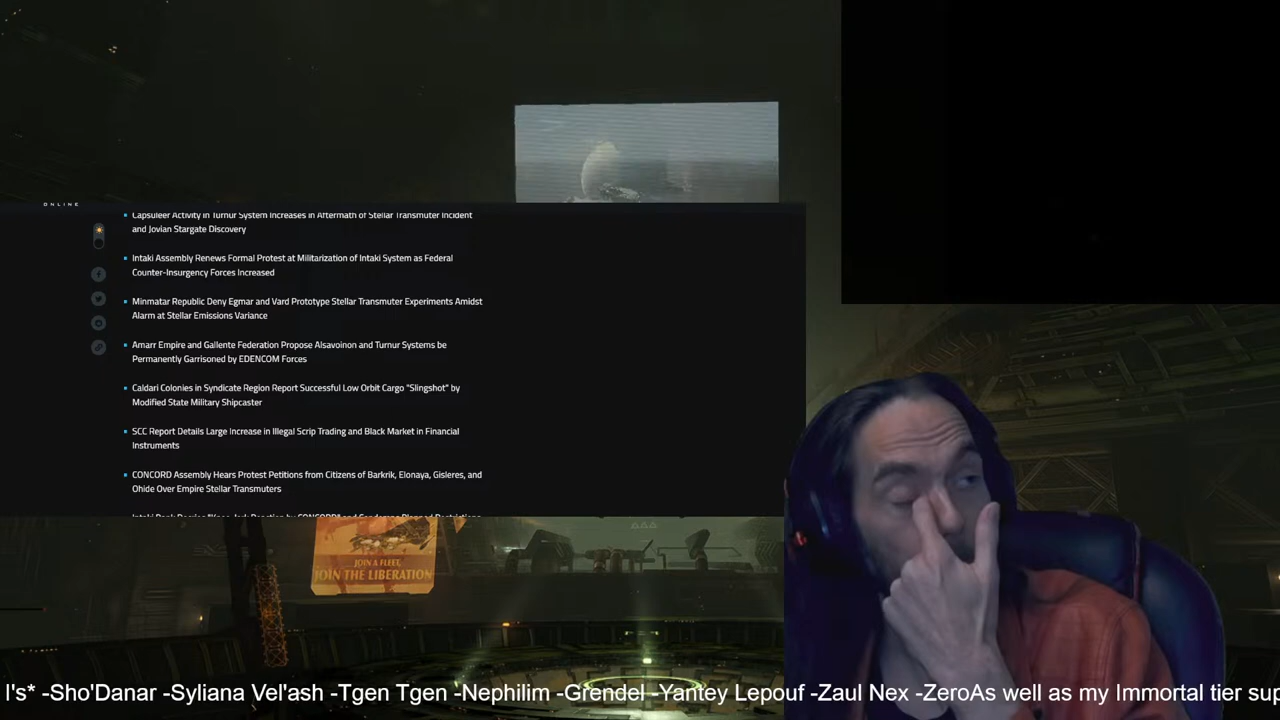 ONLINE
Capsuleer Activity in Turnur System Increases in Aftermath of Stellar Transmuter Incident
and Jovian Stargate Discovery
Intaki Assembly Renews Formal Protest at Militarization of Intaki System as Federal
Counter-Insurgency Forces Increased
Minmatar Republic Deny Egmar and Vard Prototype Stellar Transmuter Experiments Amidst
Alarm at Stellar Emissions Variance
Amarr Empire and Gallente Federation Propose Alsavoinon and Turnur Systems be
Permanently Garrisoned by EDENCOM Forces
Caldari Colonies in Syndicate Region Report Successful Low Orbit Cargo "Slingshot" by
Modified State Military Shipcaster
SCC Report Details Large Increase in Illegal Scrip Trading and Black Market in Financial
Instruments
CONCORD Assembly Hears Protest Petitions from Citizens of Barkrik, Elonaya, Gisleres, and
Ohide Over Empire Stellar Transmuters
JOIN A FLEET,
JOIN THE LIBERATION
l's* -Sho'Danar -Syliana Vel'ash -Tgen Tgen -Nephilim -Grendel -Yantey Lepouf -Zaul Nex -ZeroAs well as my Immortal tier sup